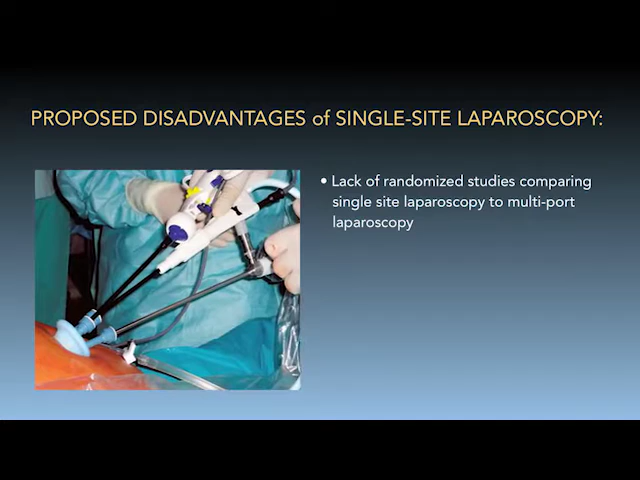 PROPOSED DISADVANTAGES of SINGLE-SITE LAPAROSCOPY:
• Lack of randomized studies comparing
single site laparoscopy to multi-port
laparoscopy